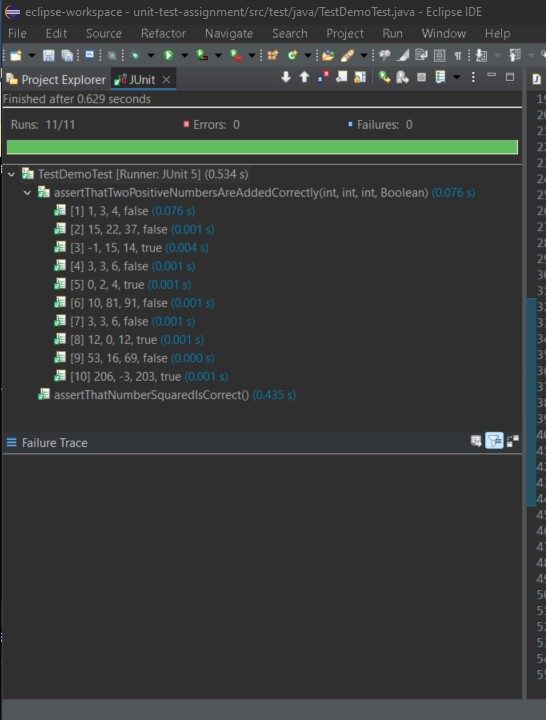 eclipse-workspace - unit-test-assignment/src/test/java/TestDemoTest.java - Eclipse IDE
File Edit Source Refactor Navigate Search Project Run Window Help
Project Explorer JUnit
Finished after 0.629 seconds
Runs: 11/11 Errors: 0 Failures: 0
TestDemoTest [Runner: JUnit 5] (0.534 s)
assertThatTwoPositiveNumbersAreAddedCorrectly(int, int, int, Boolean) (0.076 s)
[1] 1, 3, 4, false (0.076 s)
[2] 15, 22, 37, false (0.001 s)
[3] -1, 15, 14, true (0.004 s)
[4] 3, 3, 6, false (0.001 s)
[5] 0, 2, 4, true (0.001 s)
[6] 10, 81, 91, false (0.001 s)
[7] 3, 3, 6, false (0.001 s)
[8] 12, 0, 12, true (0.001 s)
[9] 53, 16, 69, false (0.000 s)
[10] 206, -3, 203, true (0.001 s)
assertThatNumberSquaredIsCorrect() (0.435 s)
Failure Trace